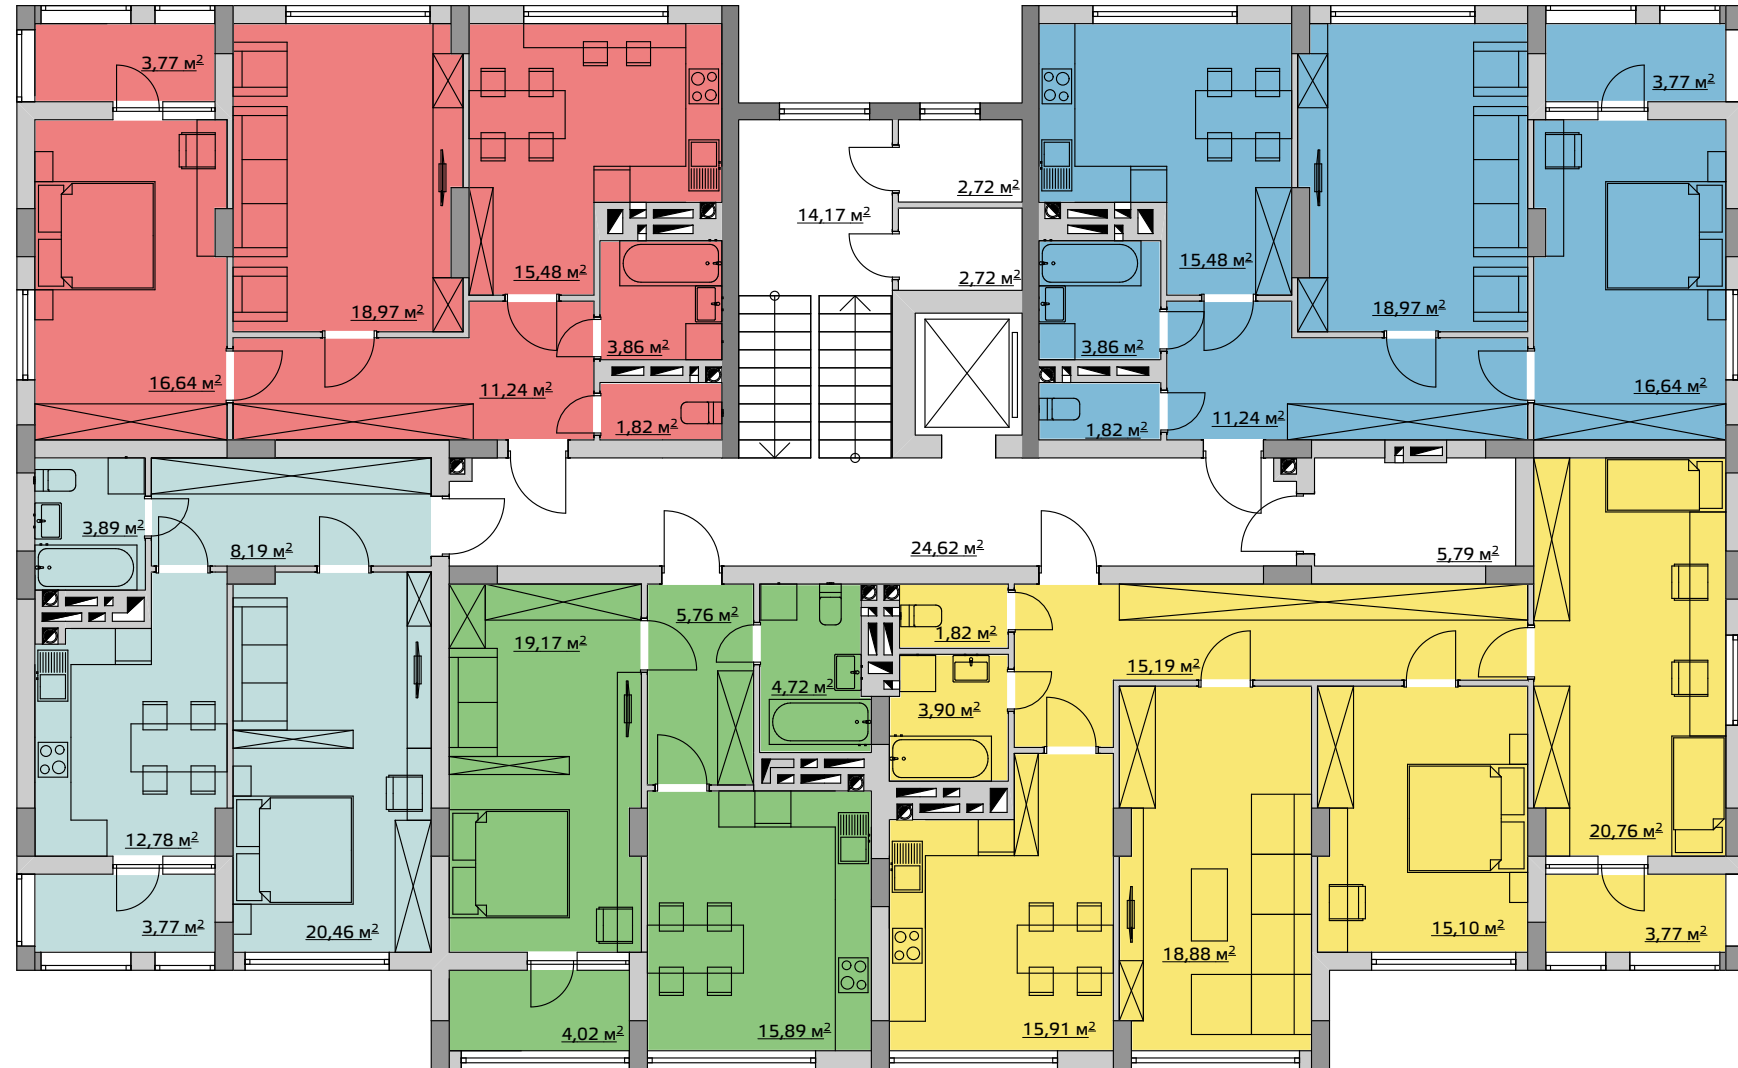 3,77 м²
3,77 м²
2,72 м²
14,17 м²
15,48 м²
2,72 м²
15,48 м²
18,97 м²
18,97 м²
3,86 м²
3,86 м²
16,64 м²
11,24 м²
16,64 м²
1,82 м²
1,82 м²
11,24 м²
3,89 м²
8,19 м²
24,62 м²
5,79 м²
5,76 м²
19,17 м²
1,82 м²
15,19 м²
4,72 м²
3,90 м²
12,78 м²
20,76 м²
3,77 м²
20,46 м²
18,88 м²
15,10 м²
3,77 м²
4,02 м²
15,89 м²
15,91 м²